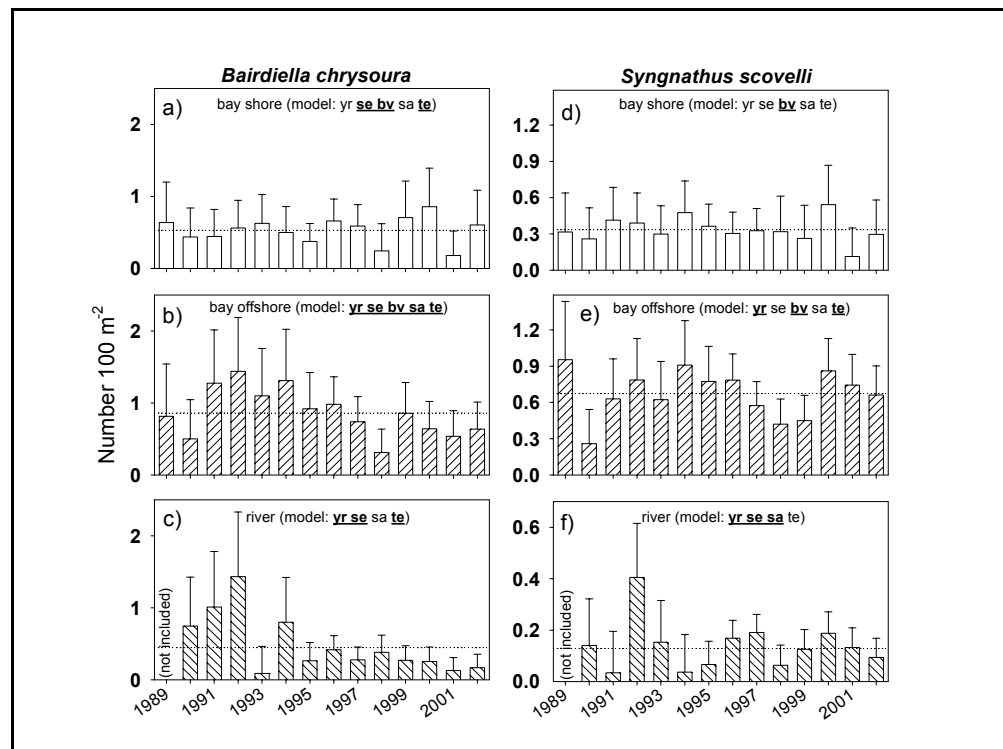 Bairdiella chrysoura
Syngnathus scovelli
Number 100 m-2
a)
bay shore (model: yr se bv sa te)
2
1
0
b)
bay offshore (model: yr se bv sa te)
2
1
0
c)
river (model: yr se sa te)
2
1
0
(not included)
1989
1991
1993
1995
1997
1999
2001
d)
bay shore (model: yr se bv sa te)
1.2
0.9
0.6
0.3
0.0
e)
bay offshore (model: yr se bv sa te)
1.2
0.9
0.6
0.3
0.0
f)
river (model: yr se sa te)
0.6
0.4
0.2
0.0
(not included)
1989
1991
1993
1995
1997
1999
2001